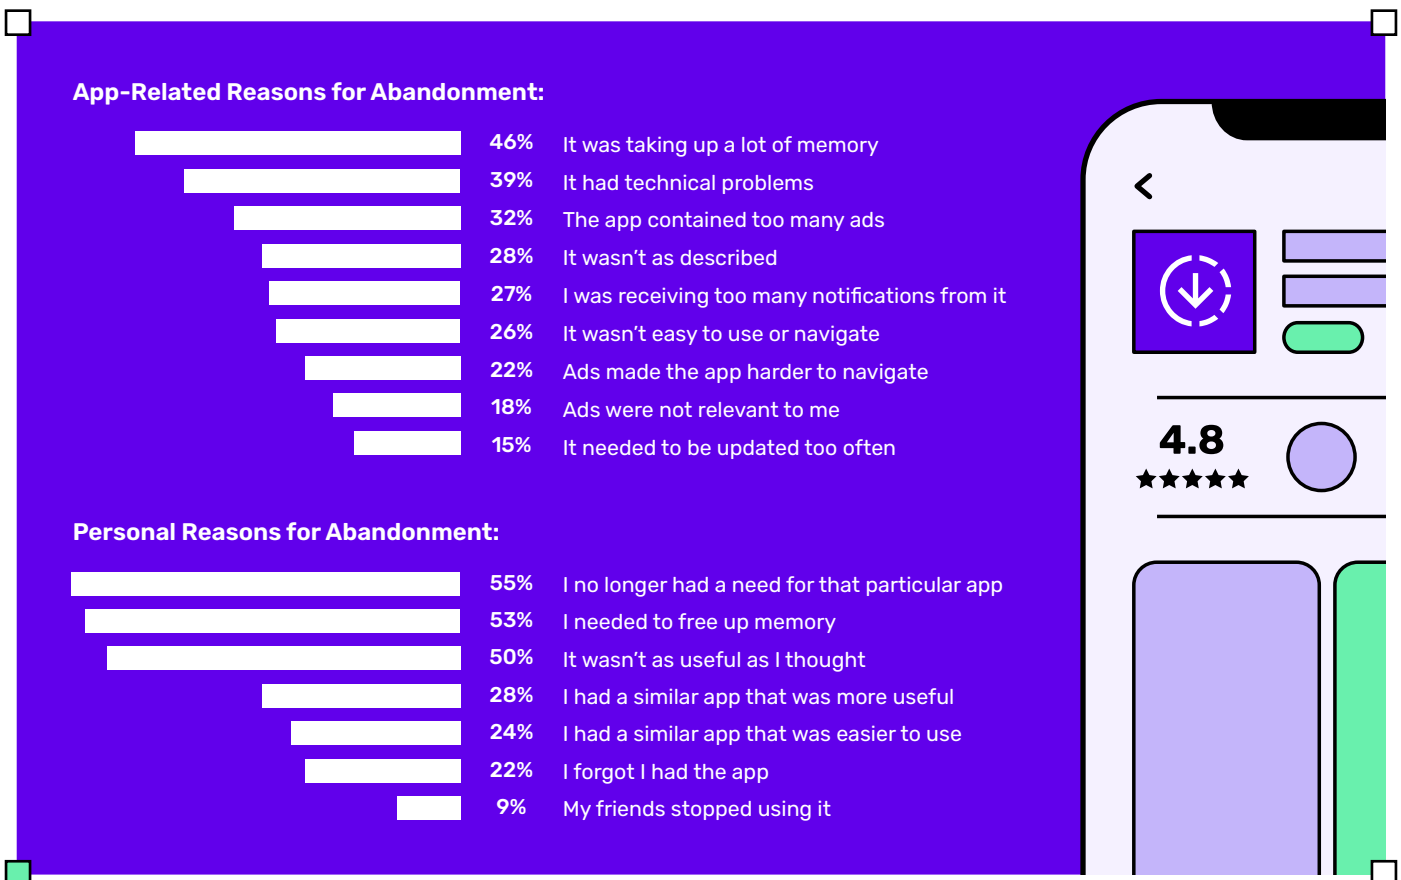 App-Related Reasons for Abandonment:
46% It was taking up a lot of memory
39% It had technical problems
32% The app contained too many ads
28% It wasn’t as described
27% I was receiving too many notifications from it
26% It wasn’t easy to use or navigate
22% Ads made the app harder to navigate
18% Ads were not relevant to me
15% It needed to be updated too often
Personal Reasons for Abandonment:
55% I no longer had a need for that particular app
53% I needed to free up memory
50% It wasn’t as useful as I thought
28% I had a similar app that was more useful
24% I had a similar app that was easier to use
22% I forgot I had the app
9% My friends stopped using it
4.8